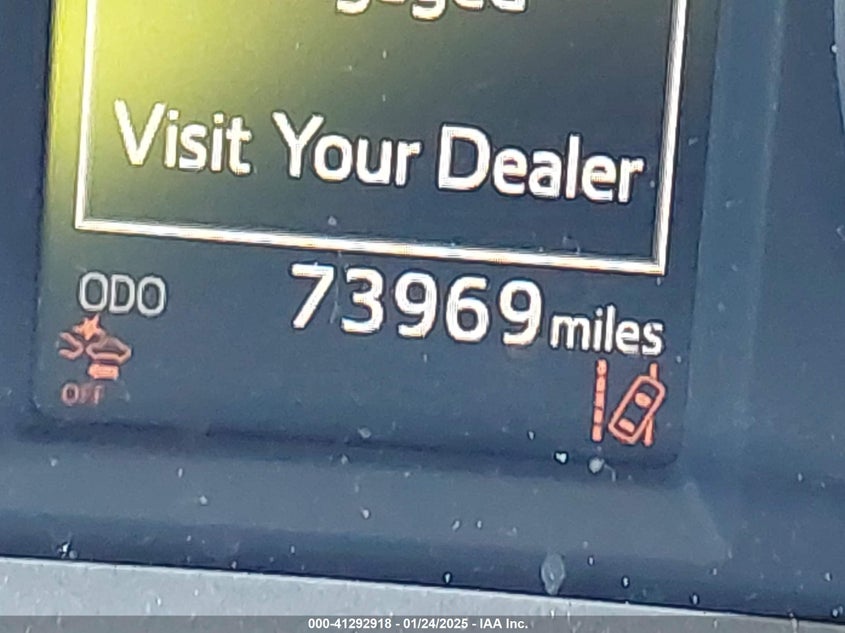 Visit Your Dealer
ODO 73969 miles
OFF
000-41292918 - 01/24/2025 - IAA Inc.